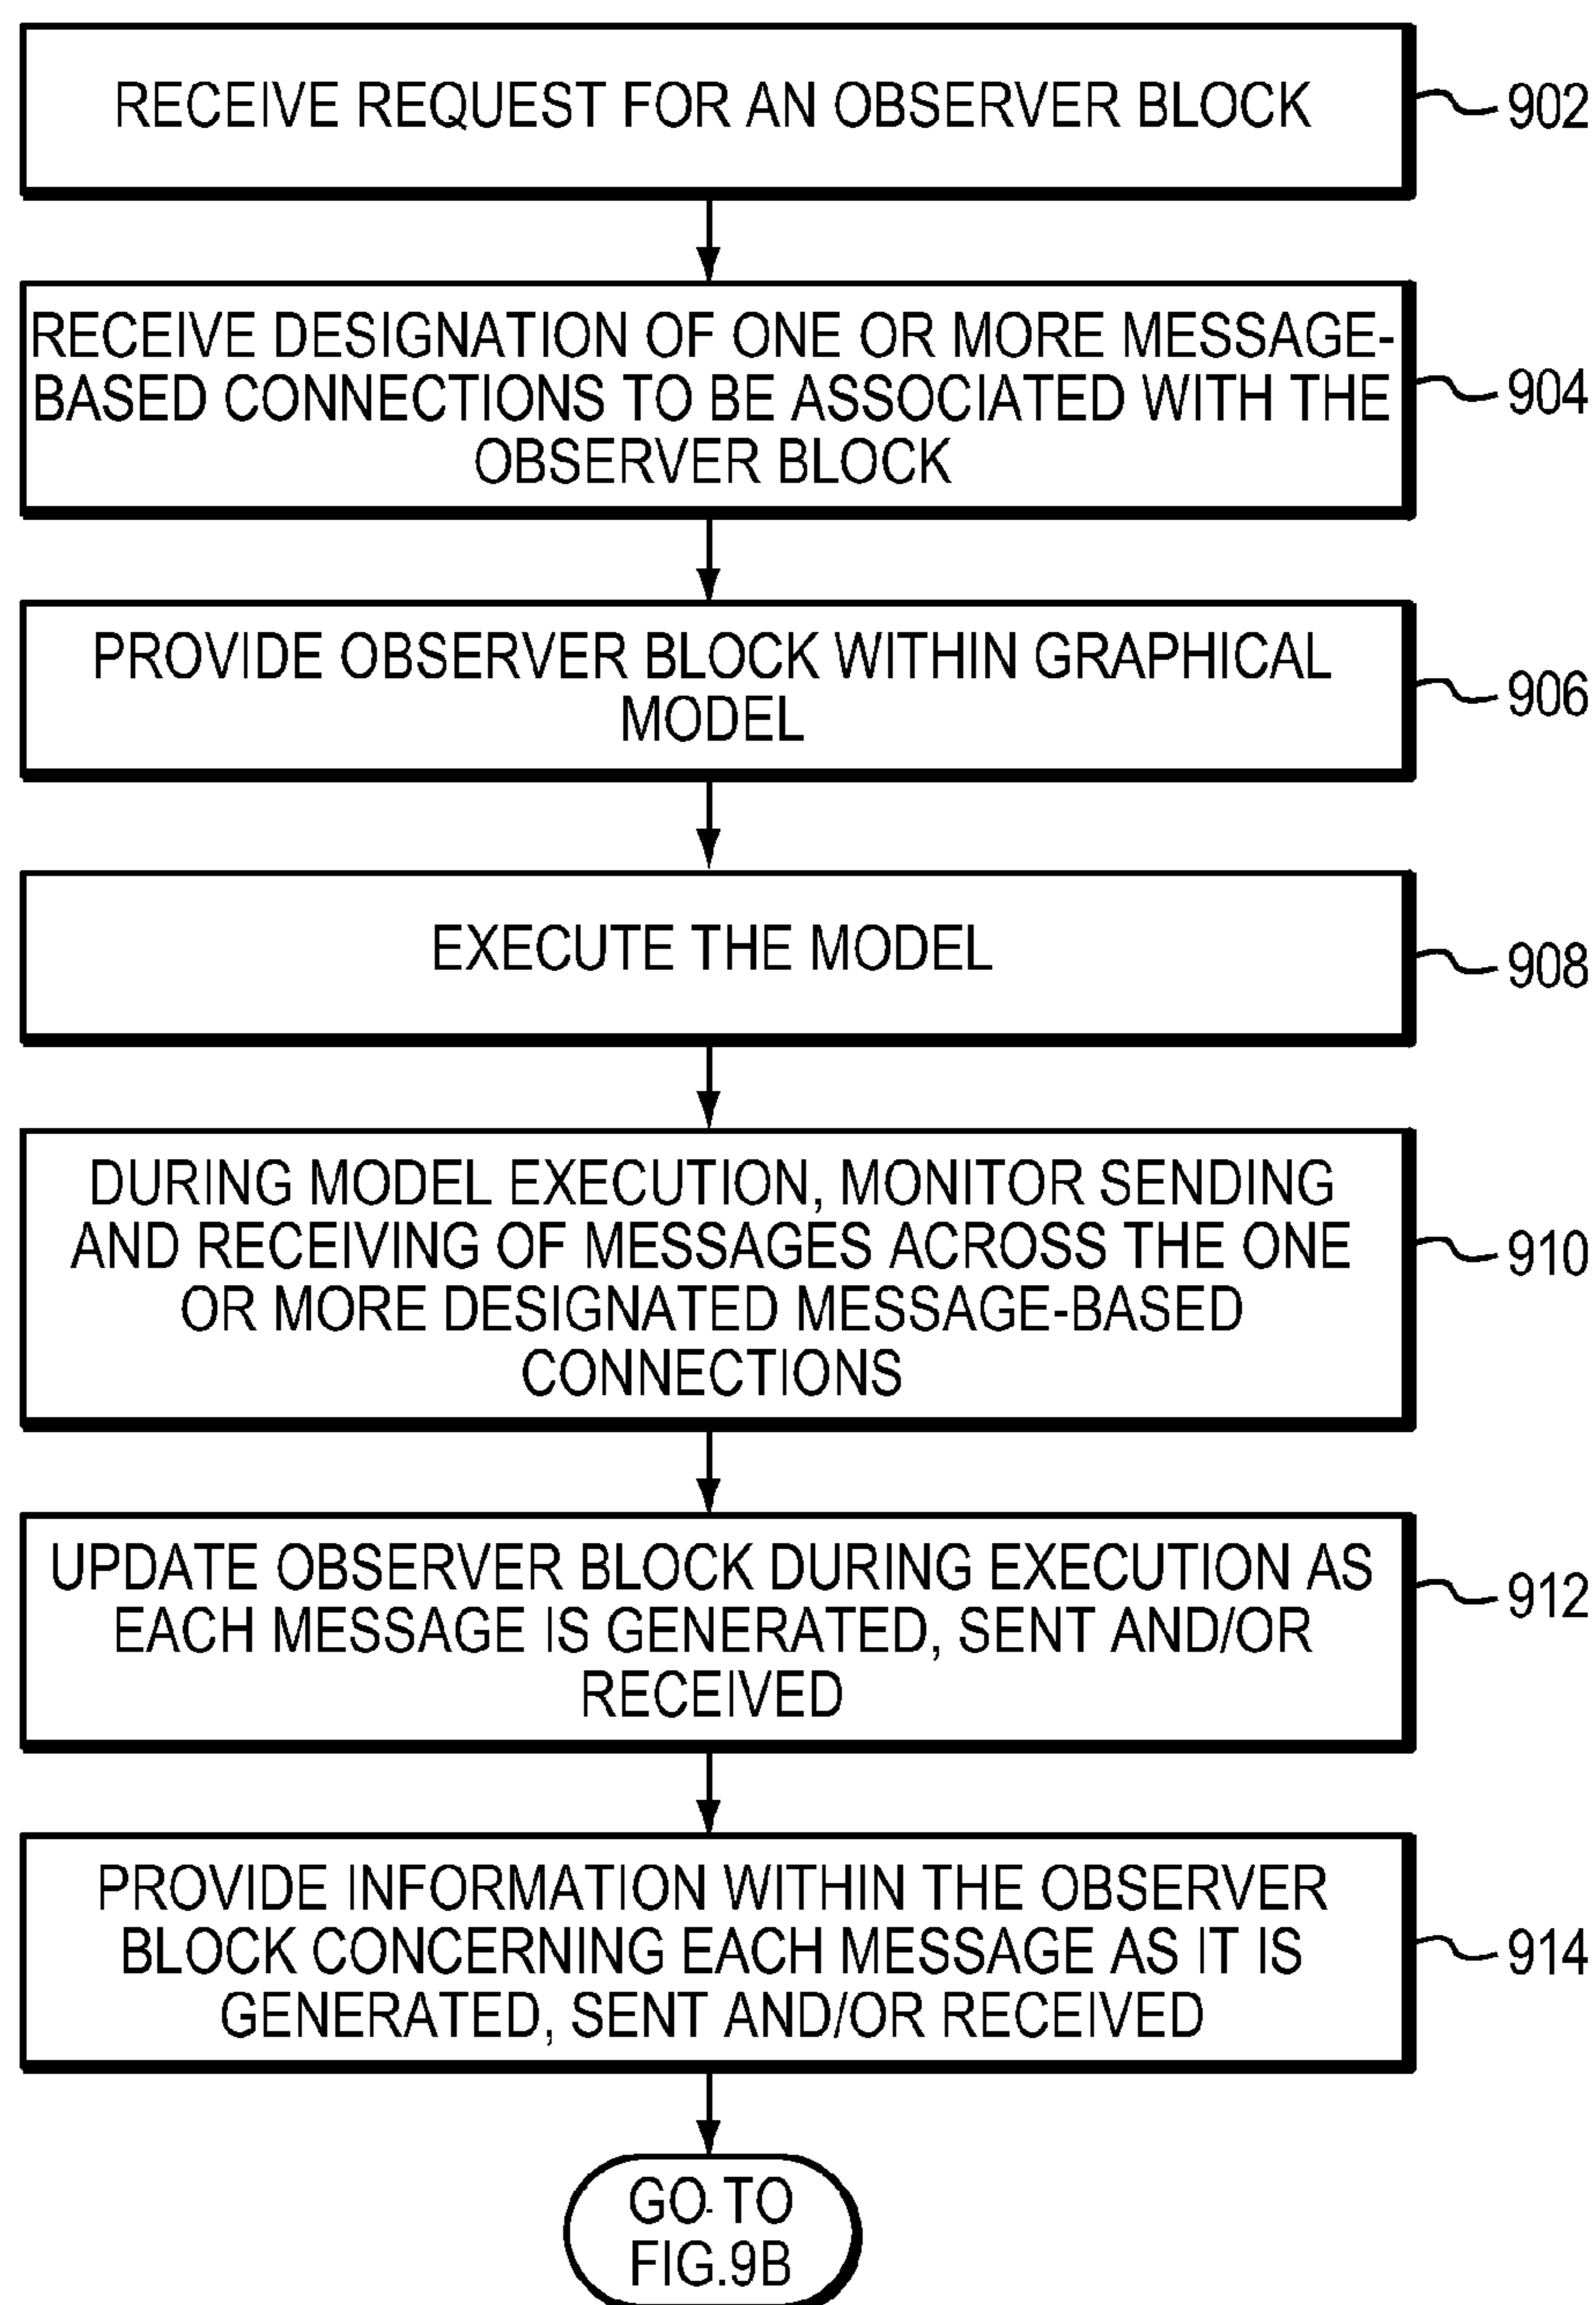 RECEIVE REQUEST FOR AN OBSERVER BLOCK
902
RECEIVE DESIGNATION OF ONE OR MORE MESSAGE-
BASED CONNECTIONS TO BE ASSOCIATED WITH THE
OBSERVER BLOCK
904
PROVIDE OBSERVER BLOCK WITHIN GRAPHICAL
MODEL
906
EXECUTE THE MODEL
908
DURING MODEL EXECUTION, MONITOR SENDING
AND RECEIVING OF MESSAGES ACROSS THE ONE
OR MORE DESIGNATED MESSAGE-BASED
CONNECTIONS
910
UPDATE OBSERVER BLOCK DURING EXECUTION AS
EACH MESSAGE IS GENERATED, SENT AND/OR
RECEIVED
912
PROVIDE INFORMATION WITHIN THE OBSERVER
BLOCK CONCERNING EACH MESSAGE AS IT IS
GENERATED, SENT AND/OR RECEIVED
914
GO TO
FIG.9B